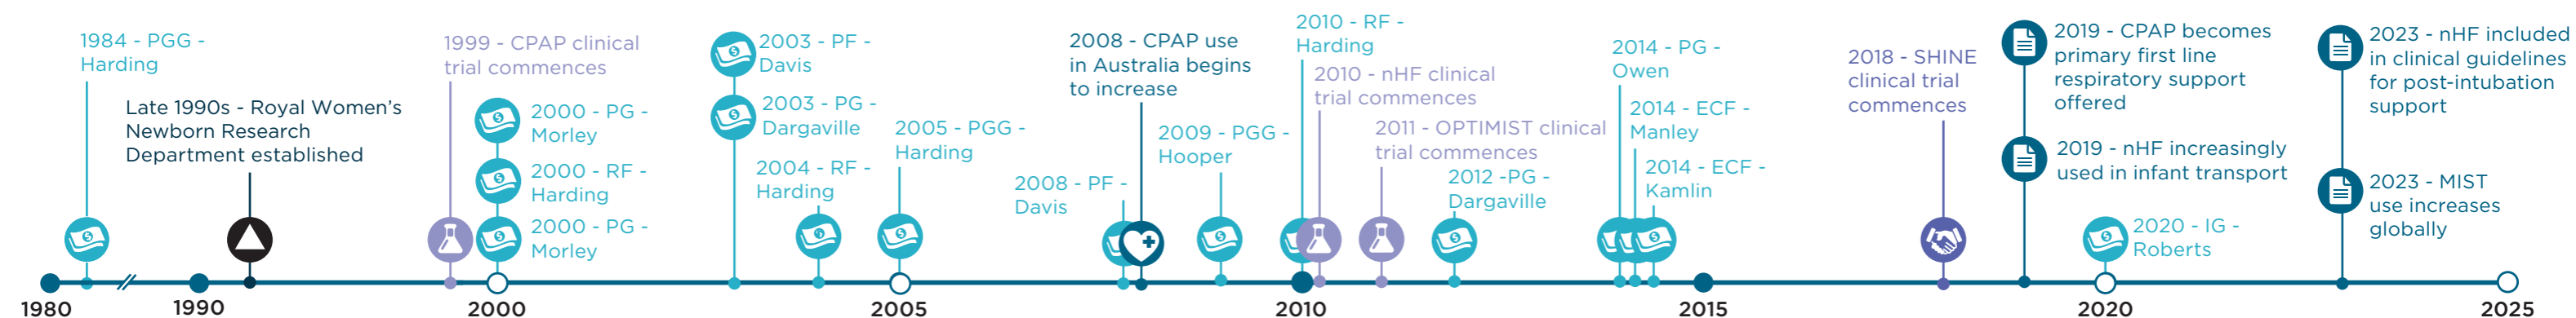 1984 - PGG -
Harding
Late 1990s - Royal Women's
Newborn Research
Department established
1999 - CPAP clinical
trial commences
2000 - PG -
Morley
2000 - RF -
Harding
2000 - PG -
Morley
2003 - PF -
Davis
2003 - PG -
Dargaville
2004 - RF -
Harding
2005 - PGG -
Harding
2008 - PF -
Davis
2008 - CPAP use
in Australia begins
to increase
2009 - PGG -
Hooper
2010 - RF -
Harding
2010 - nHF clinical
trial commences
2011 - OPTIMIST clinical
trial commences
2012 -PG -
Dargaville
2014 - PG -
Owen
2014 - ECF -
Manley
2014 - ECF -
Kamlin
2018 - SHINE
clinical trial
commences
2019 - CPAP becomes
primary first line
respiratory support
offered
2019 - nHF increasingly
used in infant transport
2020 - IG -
Roberts
2023 - nHF included
in clinical guidelines
for post-intubation
support
2023 - MIST
use increases
globally
1980
1990
2000
2005
2010
2015
2020
2025